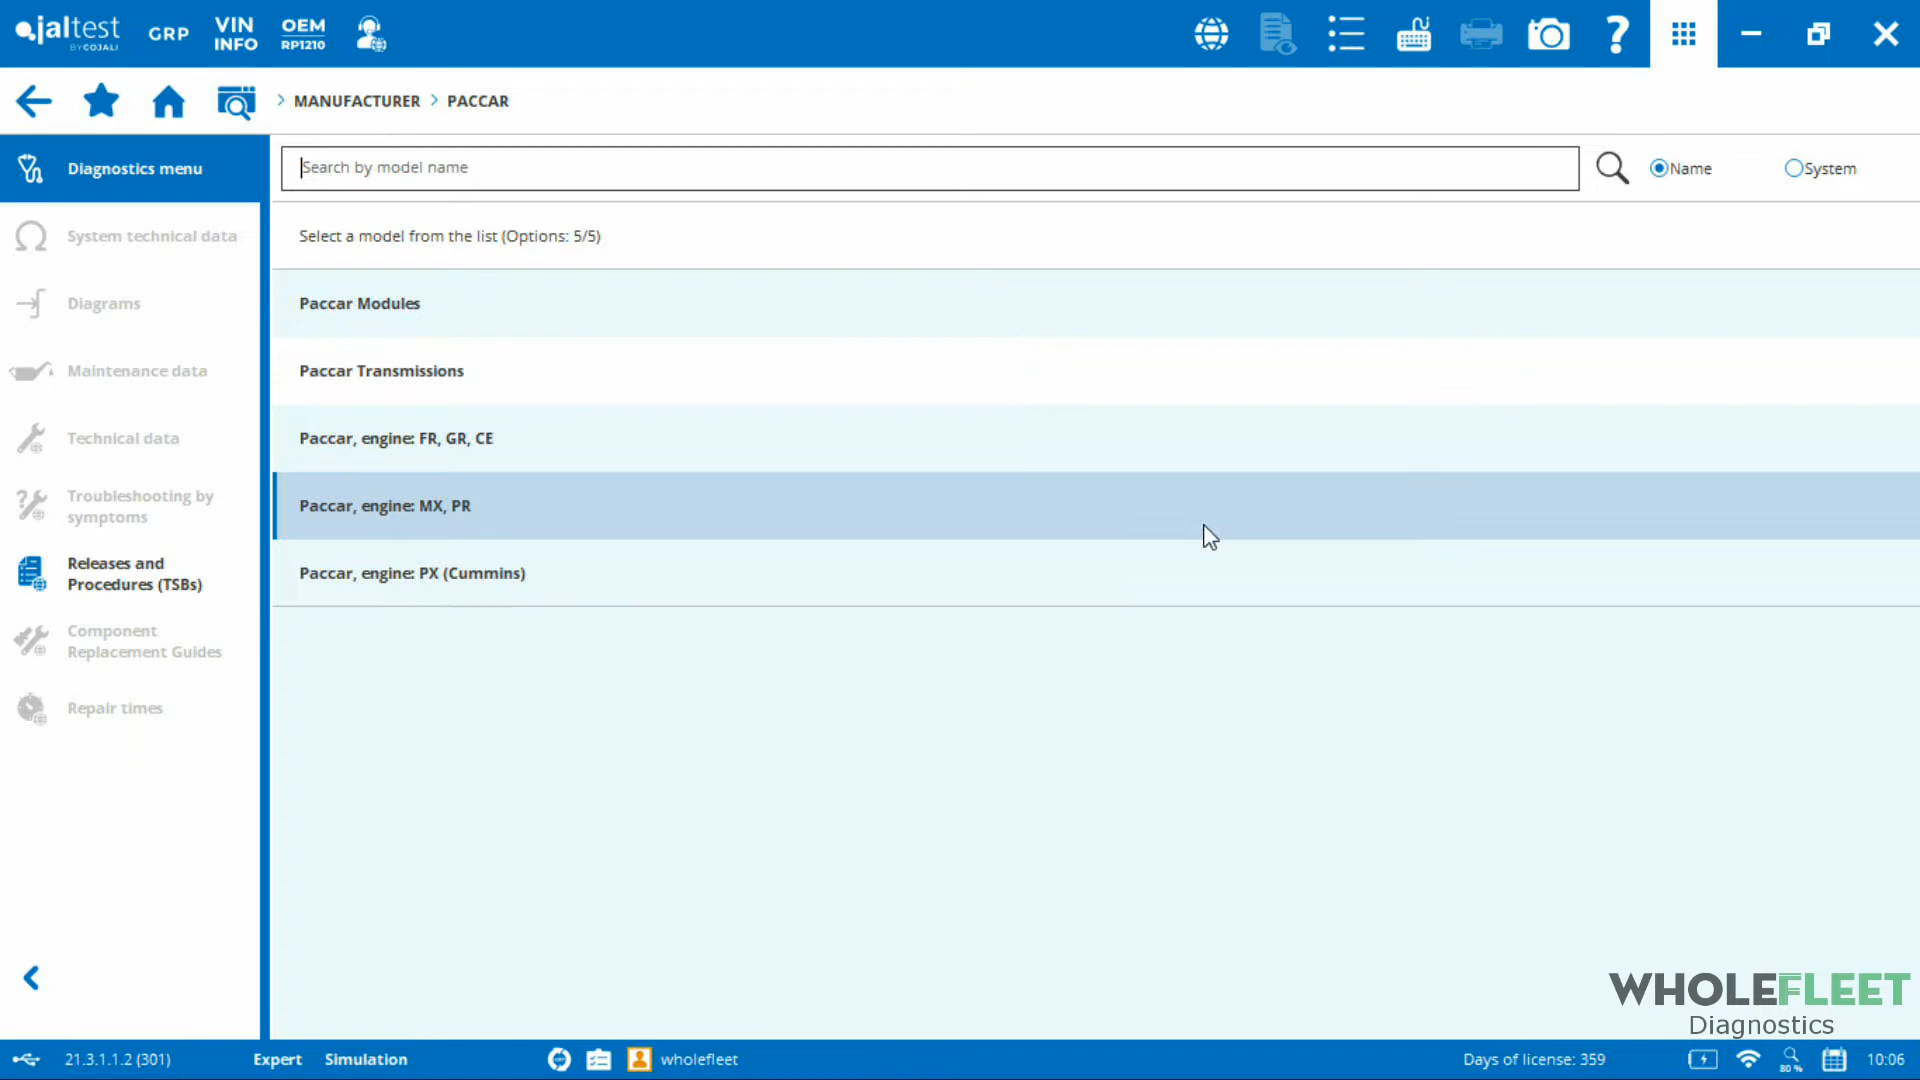 jaltest
BY COJALI
GRP
VIN
INFO
OEM
RP1210
?
> MANUFACTURER > PACCAR
Diagnostics menu
System technical data
Diagrams
Maintenance data
Technical data
Troubleshooting by
symptoms
Releases and
Procedures (TSBs)
Component
Replacement Guides
Repair times
Search by model name
Name
System
Select a model from the list (Options: 5/5)
Paccar Modules
Paccar Transmissions
Paccar, engine: FR, GR, CE
Paccar, engine: MX, PR
Paccar, engine: PX (Cummins)
WHOLEFLEET
Diagnostics
21.3.1.1.2 (301)
Expert
Simulation
wholefleet
Days of license: 359
80 %
10:06